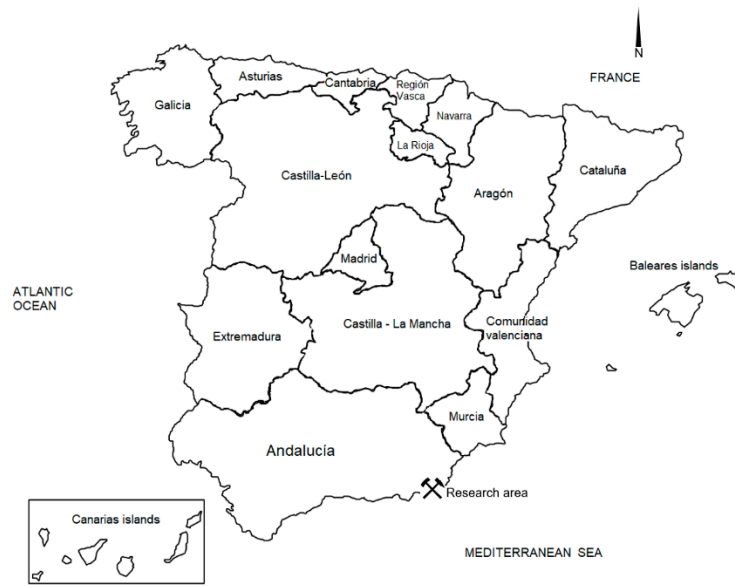 N
FRANCE
Asturias
Cantabria
Región
Vasca
Galicia
Navarra
La Rioja
Castilla-León
Cataluña
Aragón
Madrid
Baleares islands
ATLANTIC
OCEAN
Castilla - La Mancha
Comunidad
valenciana
Extremadura
Murcia
Andalucía
Research area
Canarias islands
MEDITERRANEAN SEA